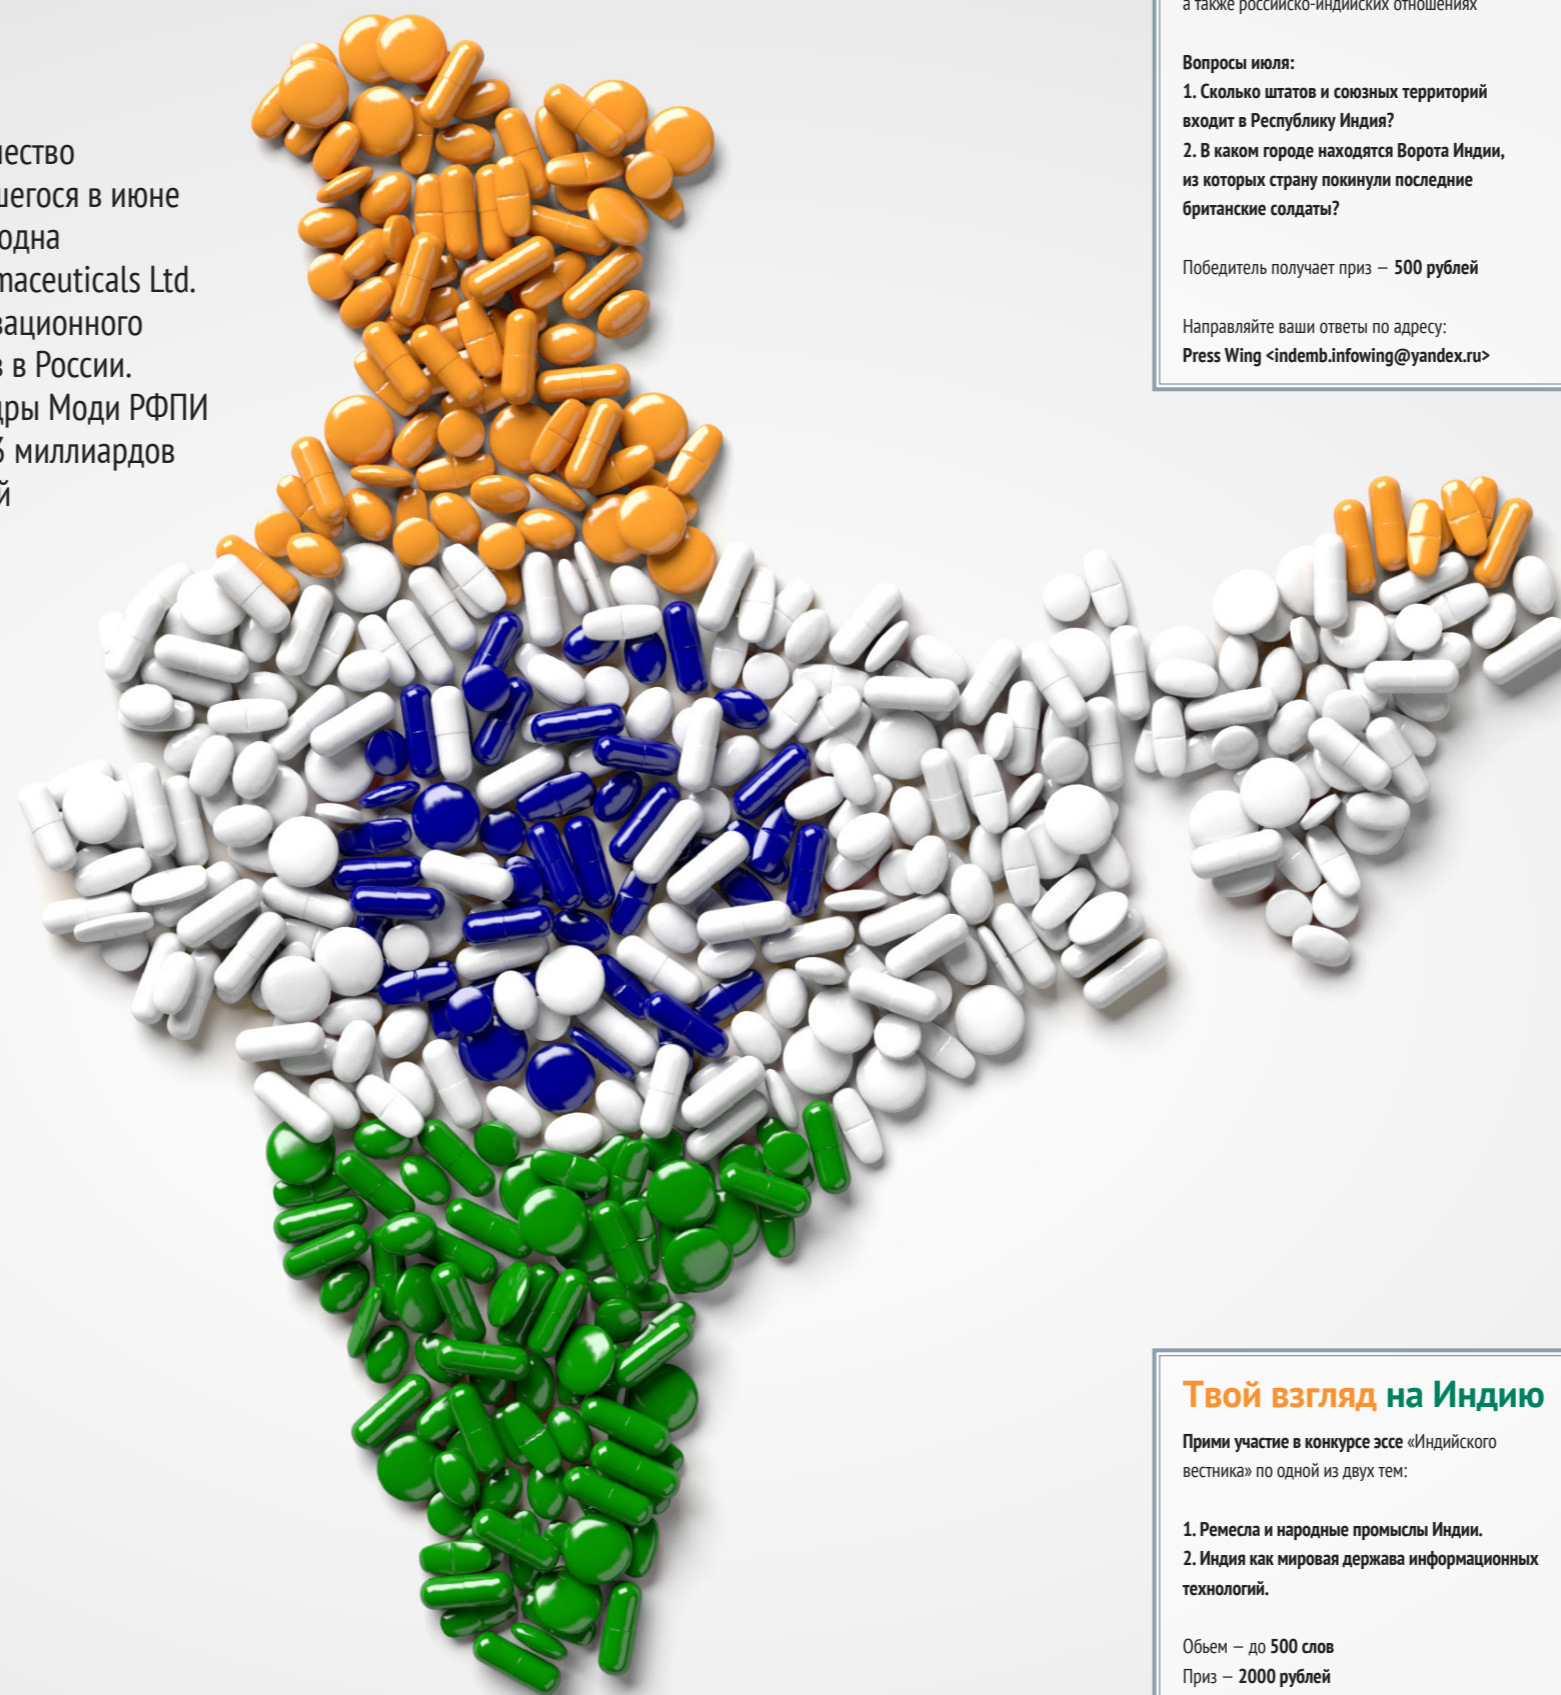 чество
шегося в июне
одна
maceuticals Ltd.
вационного
в в России.
дры Моди РФПИ
миллиардов
й
а также российско-индийских отношениях
Вопросы июля:
1. Сколько штатов и союзных территорий
входит в Республику Индия?
2. В каком городе находятся Ворота Индии,
из которых страну покинули последние
британские солдаты?
Победитель получает приз — 500 рублей
Направляйте ваши ответы по адресу:
Press Wing <indemb.infowing@yandex.ru>
Твой взгляд на Индию
Прими участие в конкурсе эссе «Индийского
вестника» по одной из двух тем:
1. Ремесла и народные промыслы Индии.
2. Индия как мировая держава информационных
технологий.
Обьем — до 500 слов
Приз — 2000 рублей